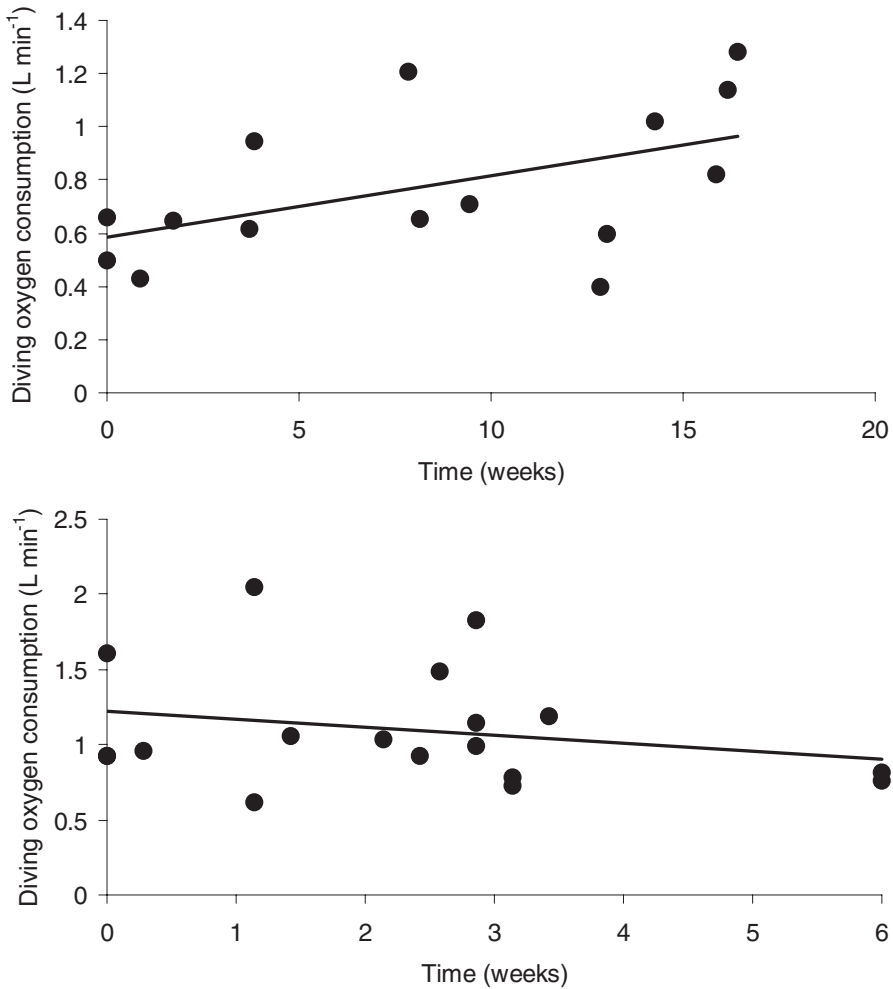 Diving oxygen consumption (L min⁻¹)
1.4
1.2
1
0.8
0.6
0.4
0.2
0
0 5 10 15 20
Time (weeks)
Diving oxygen consumption (L min⁻¹)
2.5
2
1.5
1
0.5
0
0 1 2 3 4 5 6
Time (weeks)